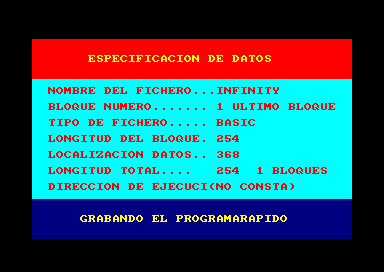 ESPECIFICACION DE DATOS
NOMBRE DEL FICHERO...INFINITY
BLOQUE NUMERO....... 1 ULTIMO BLOQUE
TIPO DE FICHERO..... BASIC
LONGITUD DEL BLOQUE. 254
LOCALIZACION DATOS.. 368
LONGITUD TOTAL.... 254 1 BLOQUES
DIRECCION DE EJECUCI(NO CONSTA)
GRABANDO EL PROGRAMARAPIDO